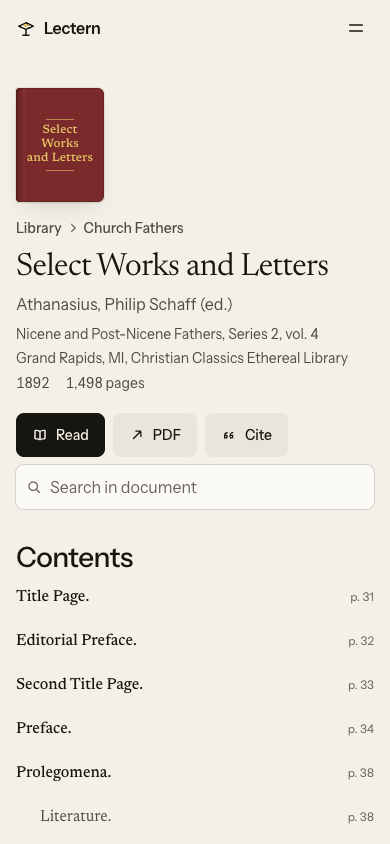 Lectern
Select
Works
and Letters
Library > Church Fathers
Select Works and Letters
Athanasius, Philip Schaff (ed.)
Nicene and Post-Nicene Fathers, Series 2, vol. 4
Grand Rapids, MI, Christian Classics Ethereal Library
1892 1,498 pages
Read PDF Cite
Search in document
Contents
Title Page. p. 31
Editorial Preface. p. 32
Second Title Page. p. 33
Preface. p. 34
Prolegomena. p. 38
Literature. p. 38